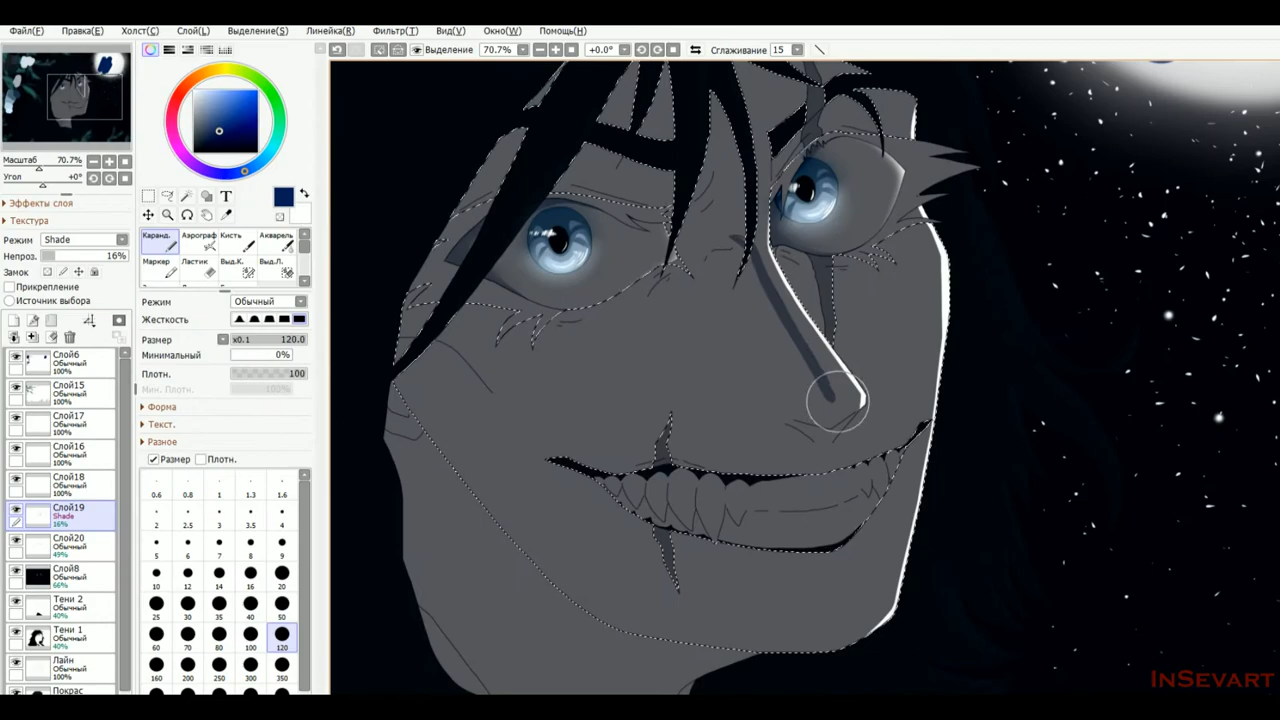 Файл(F) Правка(E) Холст(C) Слой(L) Выделение(S) Линейка(R) Фильтр(T) Вид(V) Окно(W) Помощь(H)
Выделение 70.7% +0.0° Сглаживание 15
Масштаб 70.7%
Угол +0°
Эффекты слоя
Текстура
Режим Shade
Непроз. 16%
Замок
Прикрепление
Источник выбора
Слой6
Обычный
100%
Слой15
Обычный
100%
Слой17
Обычный
100%
Слой16
Обычный
100%
Слой18
Обычный
100%
Слой19
Shade
16%
Слой20
Обычный
49%
Слой8
Обычный
66%
Тени 2
Обычный
40%
Тени 1
Обычный
40%
Лайн
Обычный
100%
Покрас
T
Каранд. Аэрограф Кисть Акварель
Маркер Ластик Выд.К. Выд.Л.
Режим Обычный
Жесткость
Размер x0.1 120.0
Минимальный 0%
Плотн. 100
Мин. Плотн. 100%
Форма
Текст.
Разное
Размер Плотн.
0.6 0.8 1 1.3 1.6
2 2.5 3 3.5 4
5 6 7 8 9
10 12 14 16 20
25 30 35 40 50
60 70 80 100 120
160 200 250 300 350
InSevart